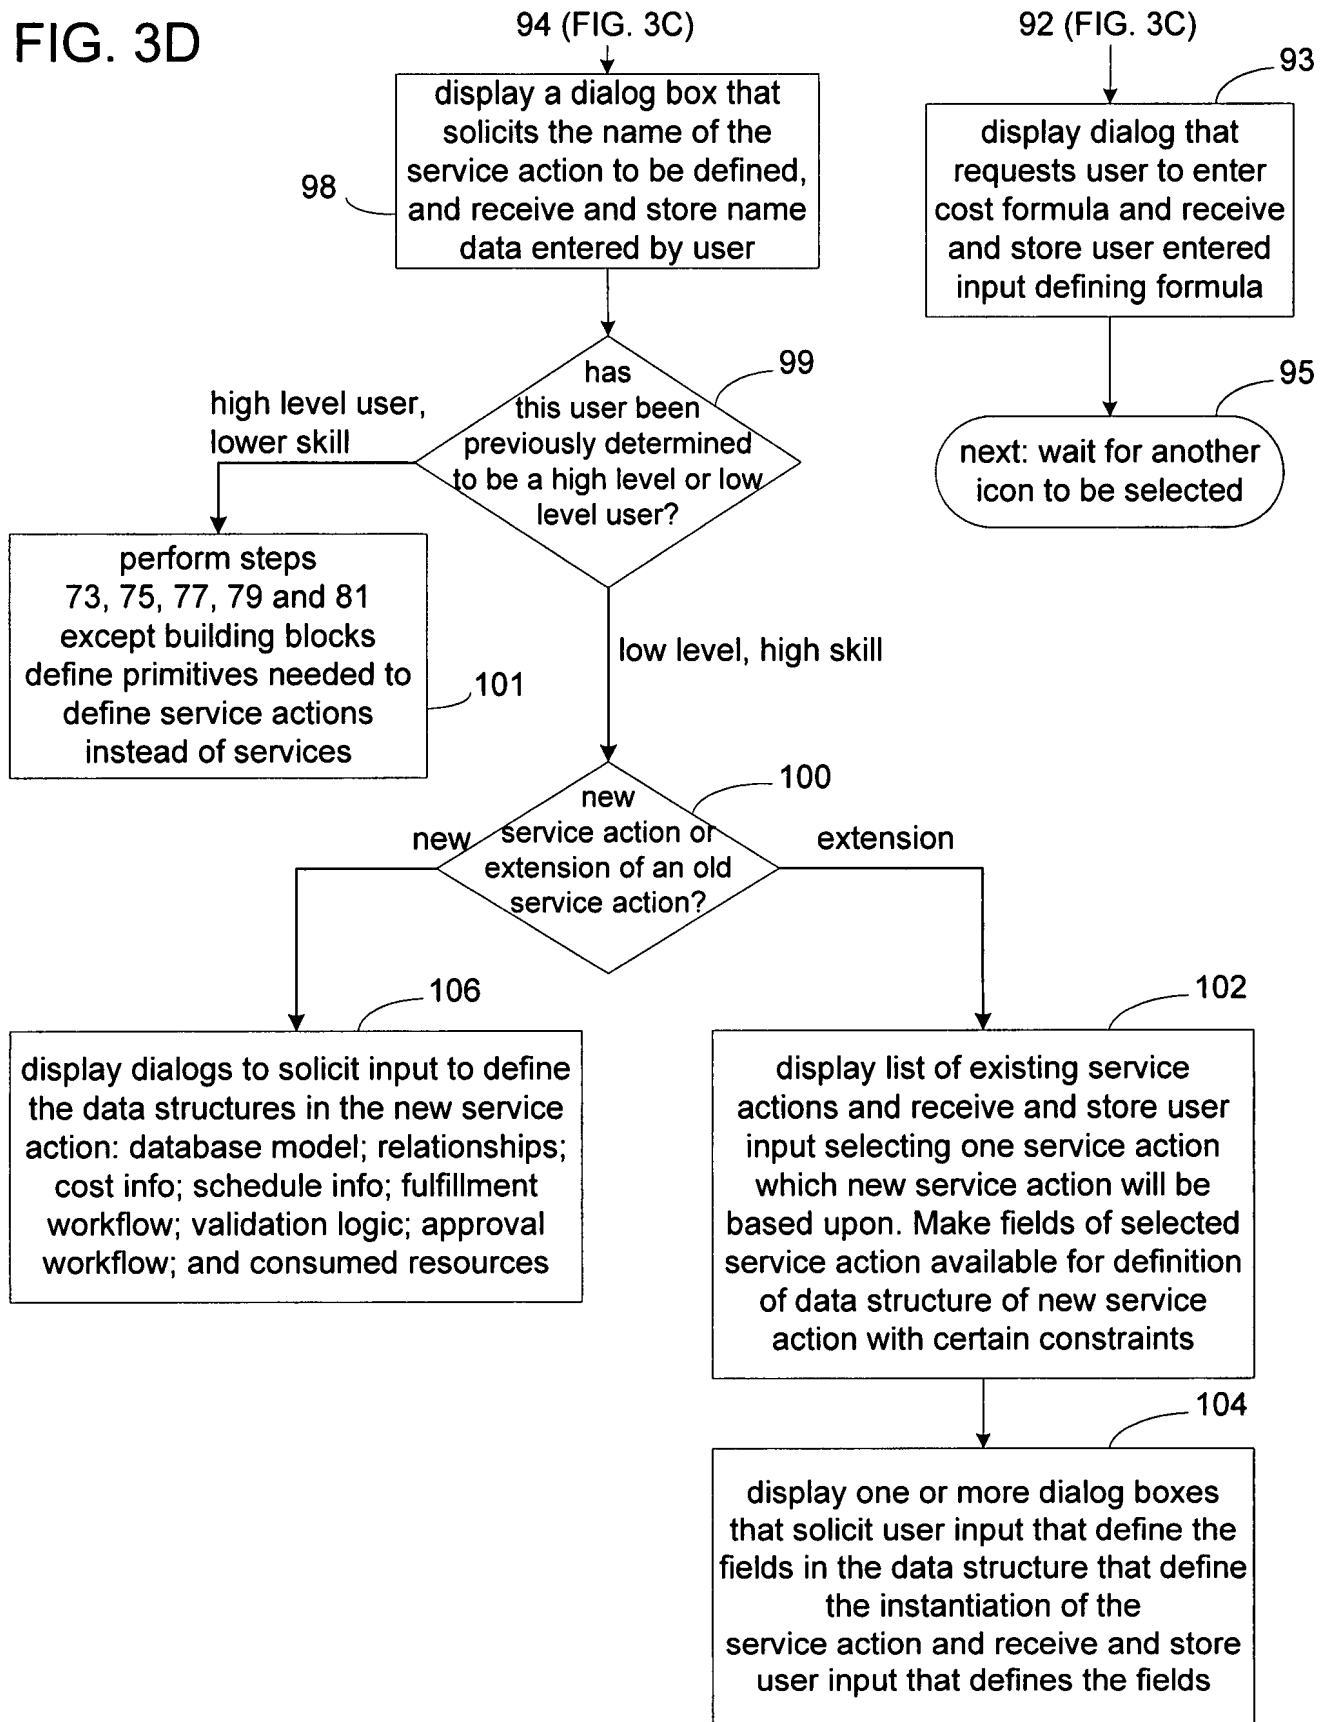 FIG. 3D
94 (FIG. 3C)
display a dialog box that
solicits the name of the
service action to be defined,
and receive and store name
data entered by user
98
92 (FIG. 3C)
93
display dialog that
requests user to enter
cost formula and receive
and store user entered
input defining formula
95
next: wait for another
icon to be selected
has
this user been
previously determined
to be a high level or low
level user?
99
high level user,
lower skill
perform steps
73, 75, 77, 79 and 81
except building blocks
define primitives needed to
define service actions
instead of services
101
low level, high skill
new
service action or
extension of an old
service action?
100
new
extension
106
display dialogs to solicit input to define
the data structures in the new service
action: database model; relationships;
cost info; schedule info; fulfillment
workflow; validation logic; approval
workflow; and consumed resources
102
display list of existing service
actions and receive and store user
input selecting one service action
which new service action will be
based upon. Make fields of selected
service action available for definition
of data structure of new service
action with certain constraints
104
display one or more dialog boxes
that solicit user input that define the
fields in the data structure that define
the instantiation of the
service action and receive and store
user input that defines the fields